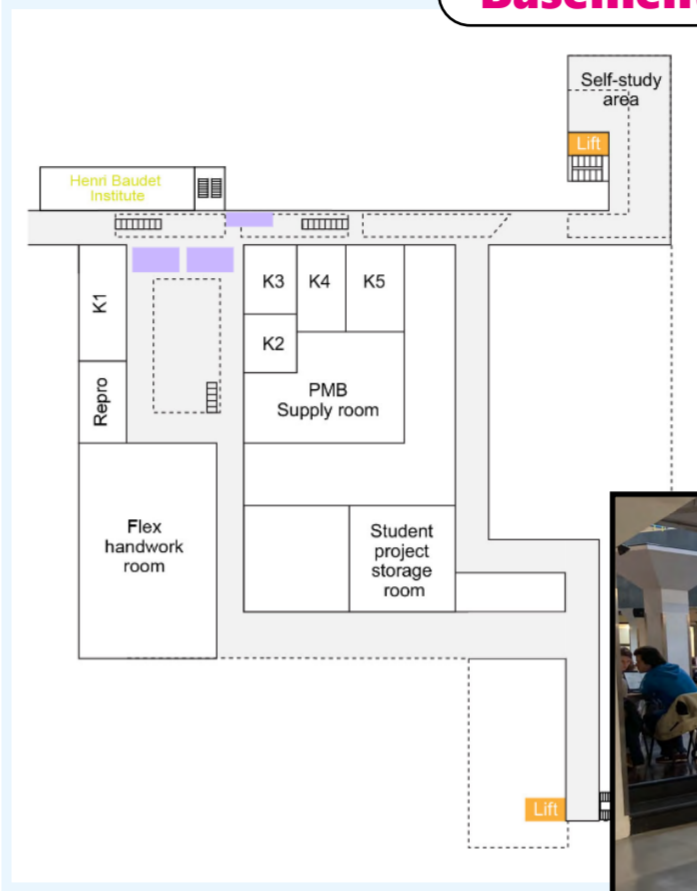 Basement
Self-study
area
Lift
Henri Baudet
Institute
K1
K3
K4
K5
K2
Repro
PMB
Supply room
Flex
handwork
room
Student
project
storage
room
Lift